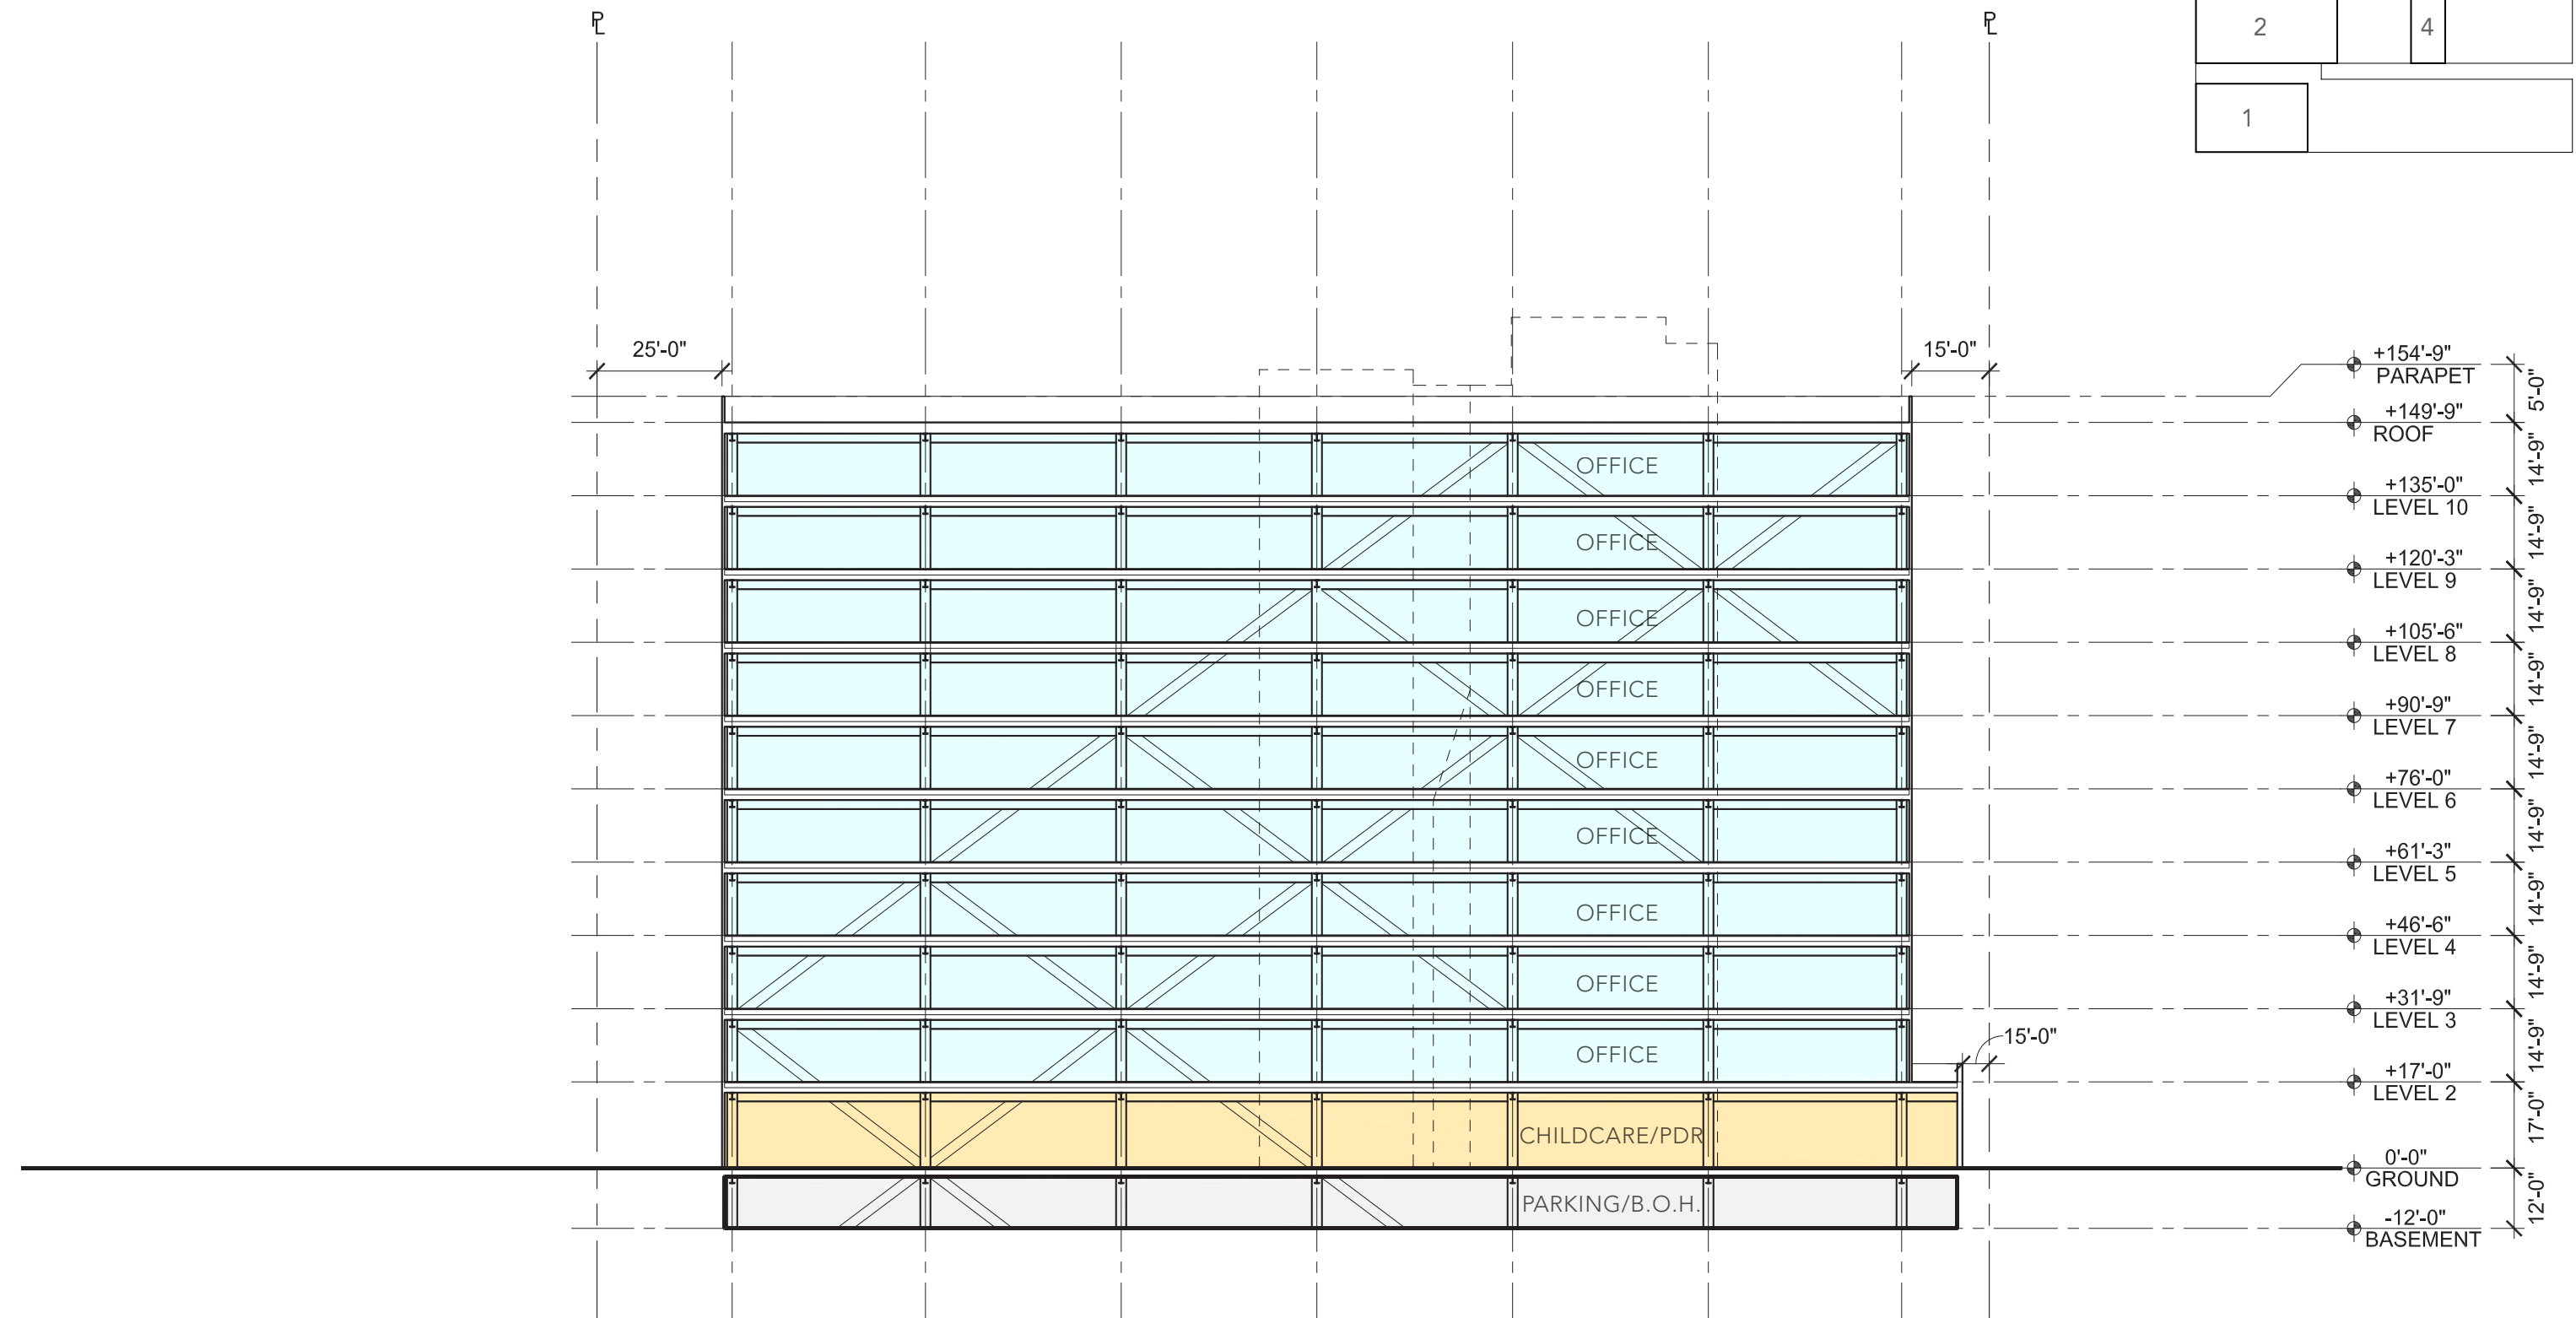 ℄
℄
2
4
1
25'-0"
15'-0"
+154'-9"
PARAPET
5'-0"
+149'-9"
ROOF
14'-9"
OFFICE
+135'-0"
LEVEL 10
14'-9"
OFFICE
+120'-3"
LEVEL 9
14'-9"
OFFICE
+105'-6"
LEVEL 8
14'-9"
OFFICE
+90'-9"
LEVEL 7
14'-9"
OFFICE
+76'-0"
LEVEL 6
14'-9"
OFFICE
+61'-3"
LEVEL 5
14'-9"
OFFICE
+46'-6"
LEVEL 4
14'-9"
OFFICE
+31'-9"
LEVEL 3
14'-9"
OFFICE
15'-0"
+17'-0"
LEVEL 2
17'-0"
CHILDCARE/PDR
0'-0"
GROUND
12'-0"
PARKING/B.O.H.
-12'-0"
BASEMENT